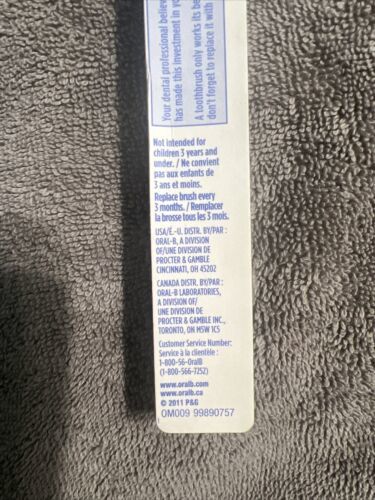 Your dental professional believ
has made this investment in yo
A toothbrush only works its be
don't forget to replace it with
Not intended for
children 3 years and
under. / Ne convient
pas aux enfants de
3 ans et moins.
Replace brush every
3 months. / Remplacer
la brosse tous les 3 mois.
USA/É.-U. DISTR. BY/PAR :
ORAL-B, A DIVISION
OF/UNE DIVISION DE
PROCTER & GAMBLE
CINCINNATI, OH 45202
CANADA DISTR. BY/PAR :
ORAL-B LABORATORIES,
A DIVISION OF/
UNE DIVISION DE
PROCTER & GAMBLE INC.,
TORONTO, ON M5W 1C5
Customer Service Number:
Service à la clientèle :
1-800-56-OralB
(1-800-566-7252)
www.oralb.com
www.oralb.ca
© 2011 P&G
OM009 99890757